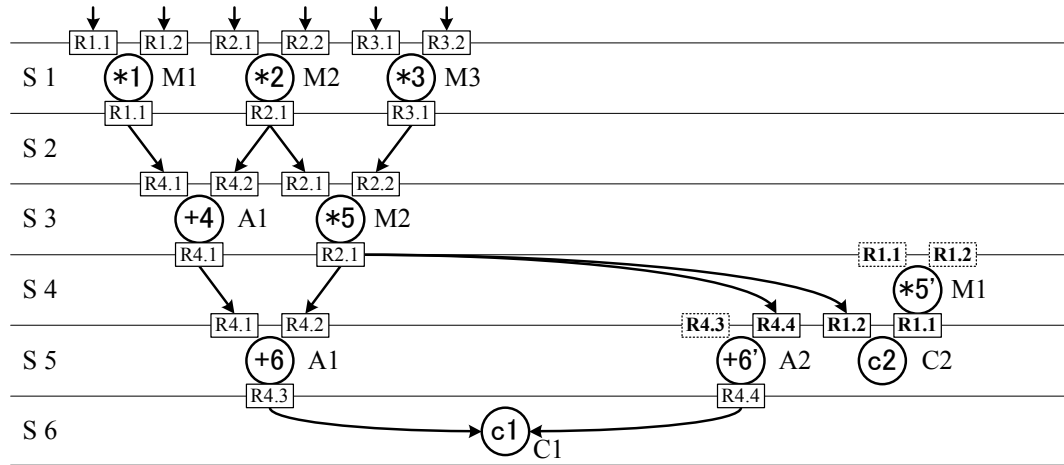 R1.1 R1.2 R2.1 R2.2 R3.1 R3.2
S 1 *1 M1 *2 M2 *3 M3
R1.1 R2.1 R3.1
S 2
R4.1 R4.2 R2.1 R2.2
S 3 +4 A1 *5 M2
R4.1 R2.1 R1.1 R1.2
S 4 *5' M1
R4.1 R4.2 R4.3 R4.4 R1.2 R1.1
S 5 +6 A1 +6' A2 c2 C2
R4.3 R4.4
S 6 c1 C1